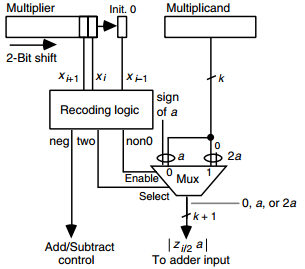 Multiplier Init. 0 Multiplicand
2-Bit shift
x_{i+1} x_i x_{i–1} k
Recoding logic
sign
of a
neg two non0
0
a 2a
0 1
Enable Mux
Select
0, a, or 2a
k + 1
Add/Subtract
control
|z_{i/2} a|
To adder input